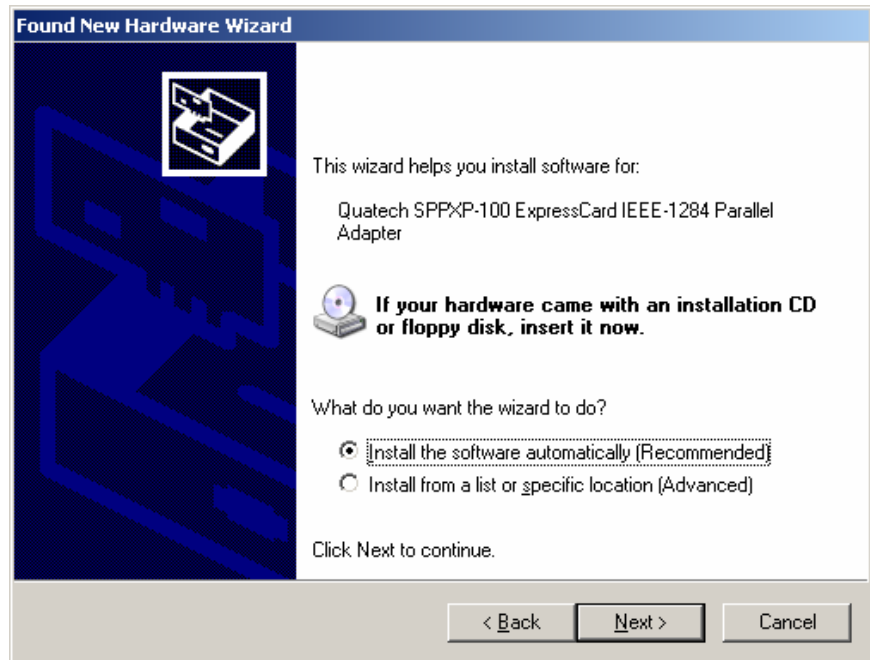 Found New Hardware Wizard
This wizard helps you install software for:
Quatech SPPXP-100 ExpressCard IEEE-1284 Parallel
Adapter
If your hardware came with an installation CD
or floppy disk, insert it now.
What do you want the wizard to do?
Install the software automatically (Recommended)
Install from a list or specific location (Advanced)
Click Next to continue.
< Back Next > Cancel